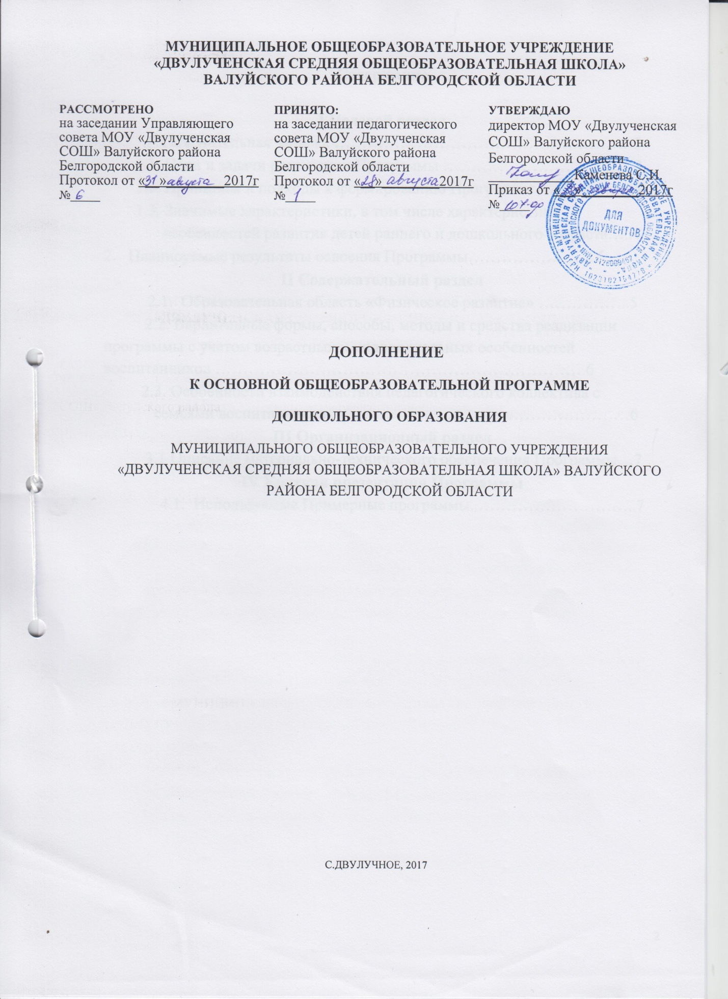 МУНИЦИПАЛЬНОЕ ОБЩЕОБРАЗОВАТЕЛЬНОЕ УЧРЕЖДЕНИЕ
«ДВУЛУЧЕНСКАЯ СРЕДНЯЯ ОБЩЕОБРАЗОВАТЕЛЬНАЯ ШКОЛА»
ВАЛУЙСКОГО РАЙОНА БЕЛГОРОДСКОЙ ОБЛАСТИ
РАССМОТРЕНО
на заседании Управляющего
совета МОУ «Двулученская
СОШ» Валуйского района
Белгородской области
Протокол от «31» августа 2017г
№ 6
ПРИНЯТО:
на заседании педагогического
совета МОУ «Двулученская
СОШ» Валуйского района
Белгородской области
Протокол от «28» августа 2017г
№ 1
УТВЕРЖДАЮ
директор МОУ «Двулученская
СОШ» Валуйского района
Белгородской области
Каменева С.И.
Приказ от 2017г
№ 107-од
ДЛЯ
ДОКУМЕНТОВ
ДОПОЛНЕНИЕ
К ОСНОВНОЙ ОБЩЕОБРАЗОВАТЕЛЬНОЙ ПРОГРАММЕ
ДОШКОЛЬНОГО ОБРАЗОВАНИЯ
МУНИЦИПАЛЬНОГО ОБЩЕОБРАЗОВАТЕЛЬНОГО УЧРЕЖДЕНИЯ
«ДВУЛУЧЕНСКАЯ СРЕДНЯЯ ОБЩЕОБРАЗОВАТЕЛЬНАЯ ШКОЛА» ВАЛУЙСКОГО
РАЙОНА БЕЛГОРОДСКОЙ ОБЛАСТИ
С.ДВУЛУЧНОЕ, 2017